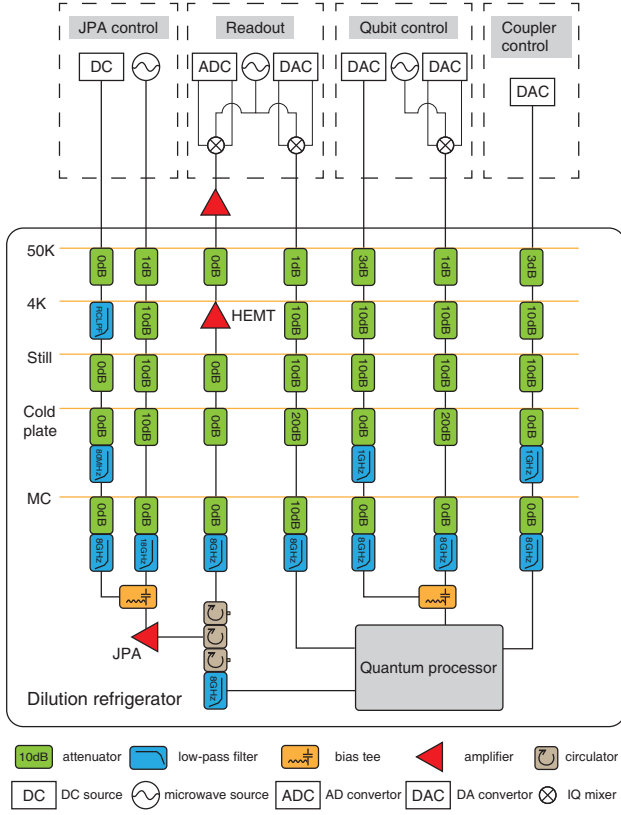 JPA control Readout Qubit control Coupler
control
DC ADC DAC DAC DAC
DAC
50K 0dB 1dB 0dB 1dB 3dB 1dB 3dB
4K RCLPF 10dB HEMT 10dB 10dB 10dB 10dB
Still 0dB 10dB 0dB 10dB 10dB 10dB 10dB
Cold
plate 0dB 10dB 0dB 20dB 0dB 20dB 0dB
80MHz 1GHz 1GHz
MC 0dB 0dB 0dB 10dB 0dB 0dB 0dB
8GHz 18GHz 8GHz 8GHz 8GHz 8GHz 8GHz
JPA
Quantum processor
8GHz
Dilution refrigerator
10dB attenuator low-pass filter bias tee amplifier circulator
DC DC source microwave source ADC AD convertor DAC DA convertor IQ mixer